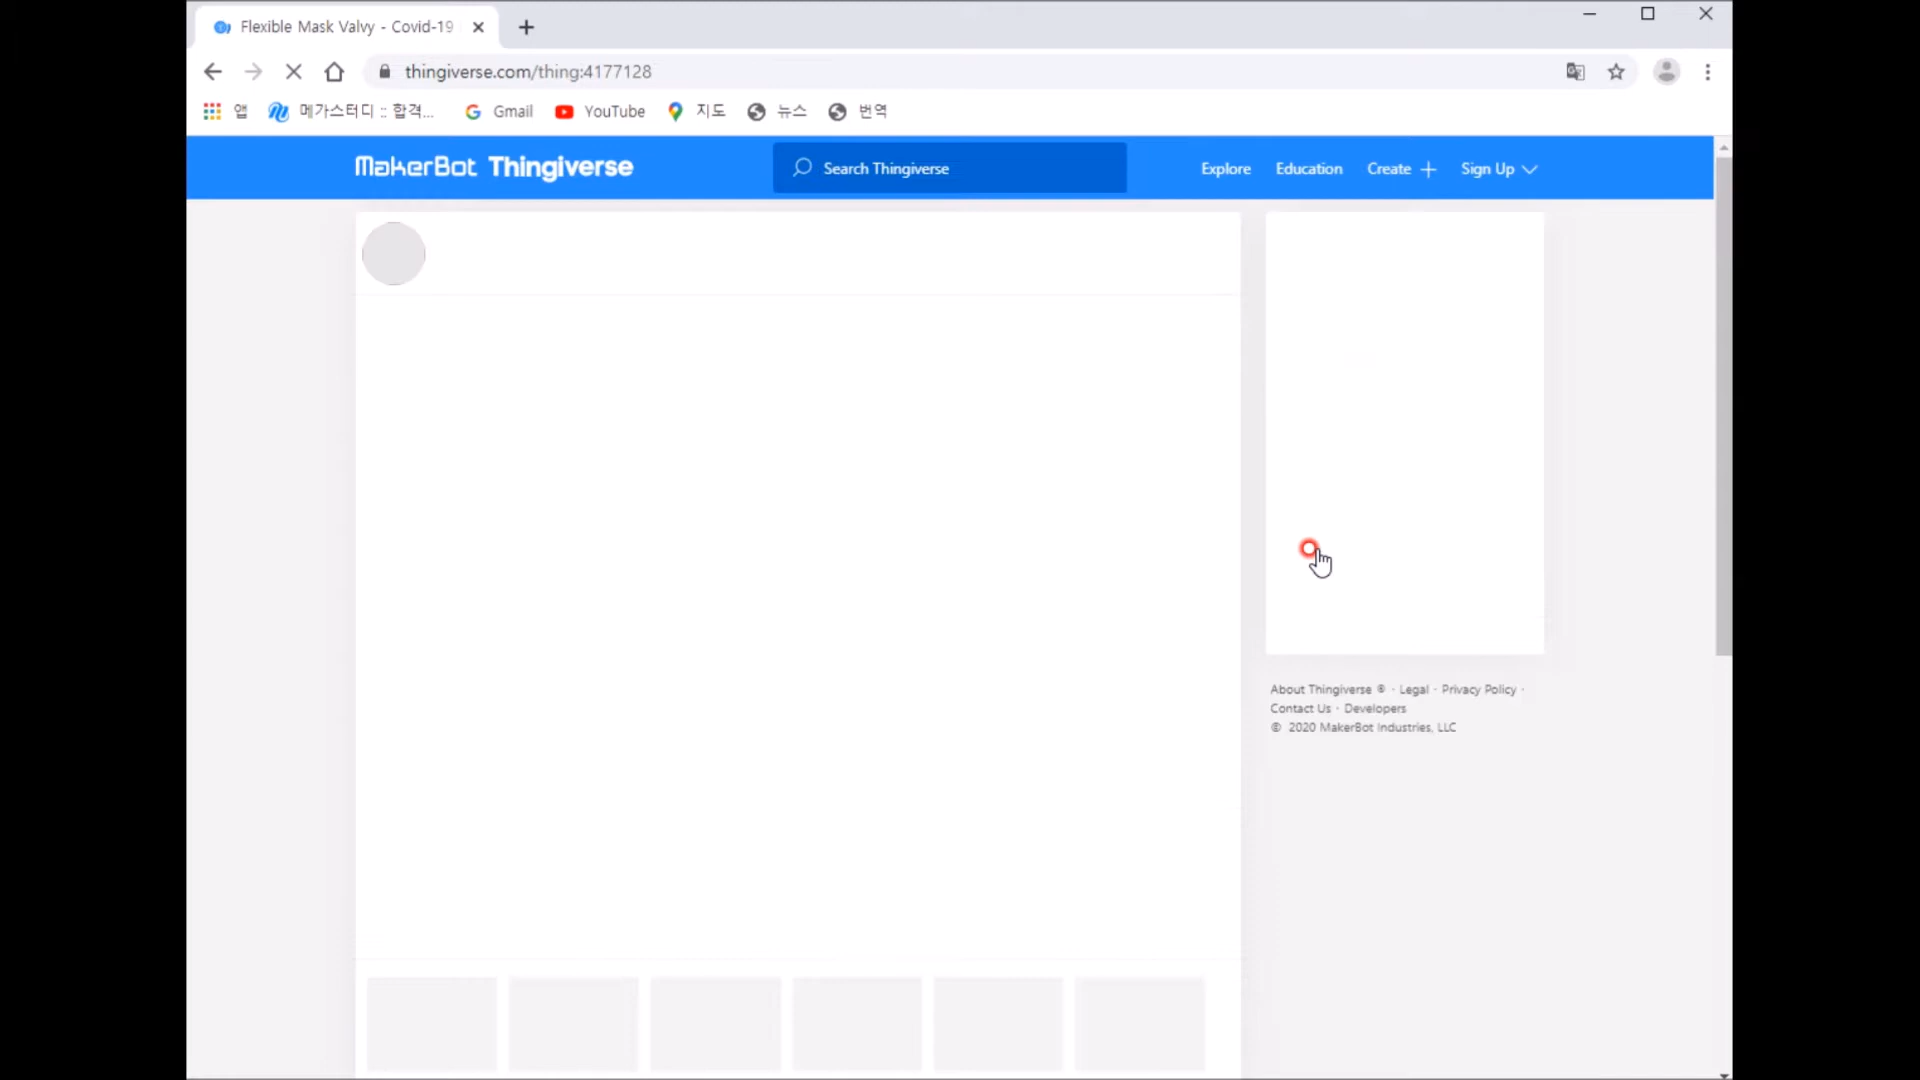 Flexible Mask Valvy - Covid-19
thingiverse.com/thing:4177128
앱 메가스터디 :: 합격... Gmail YouTube 지도 뉴스 번역
MakerBot Thingiverse Search Thingiverse Explore Education Create Sign Up
About Thingiverse ® · Legal · Privacy Policy ·
Contact Us · Developers
© 2020 MakerBot Industries, LLC